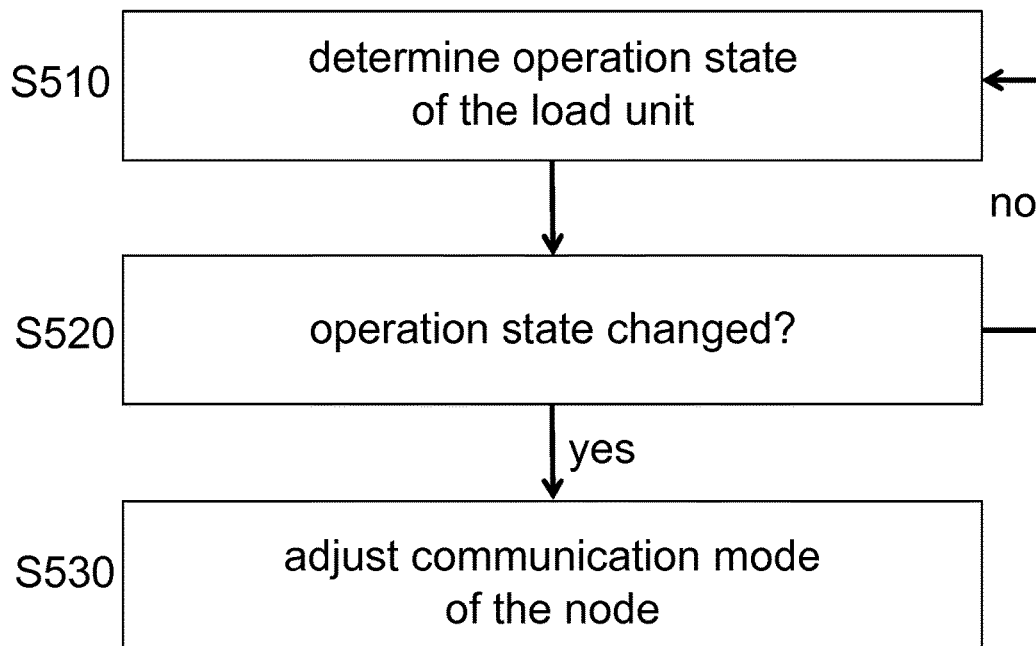 S510
determine operation state
of the load unit
no
S520
operation state changed?
yes
S530
adjust communication mode
of the node